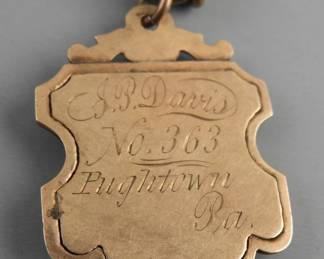 J.P. Davis
No. 363
Pughtown
Pa.